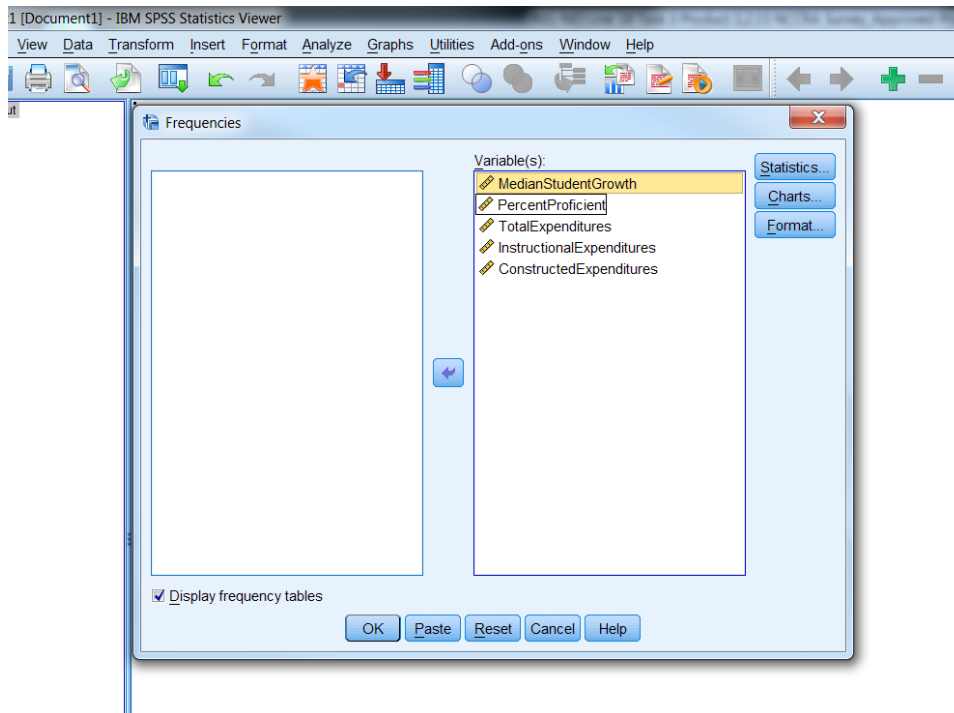 1 [Document1] - IBM SPSS Statistics Viewer
View Data Transform Insert Format Analyze Graphs Utilities Add-ons Window Help
ut
Frequencies
X
Variable(s):
MedianStudentGrowth
PercentProficient
TotalExpenditures
InstructionalExpenditures
ConstructedExpenditures
Statistics...
Charts...
Format...
Display frequency tables
OK Paste Reset Cancel Help